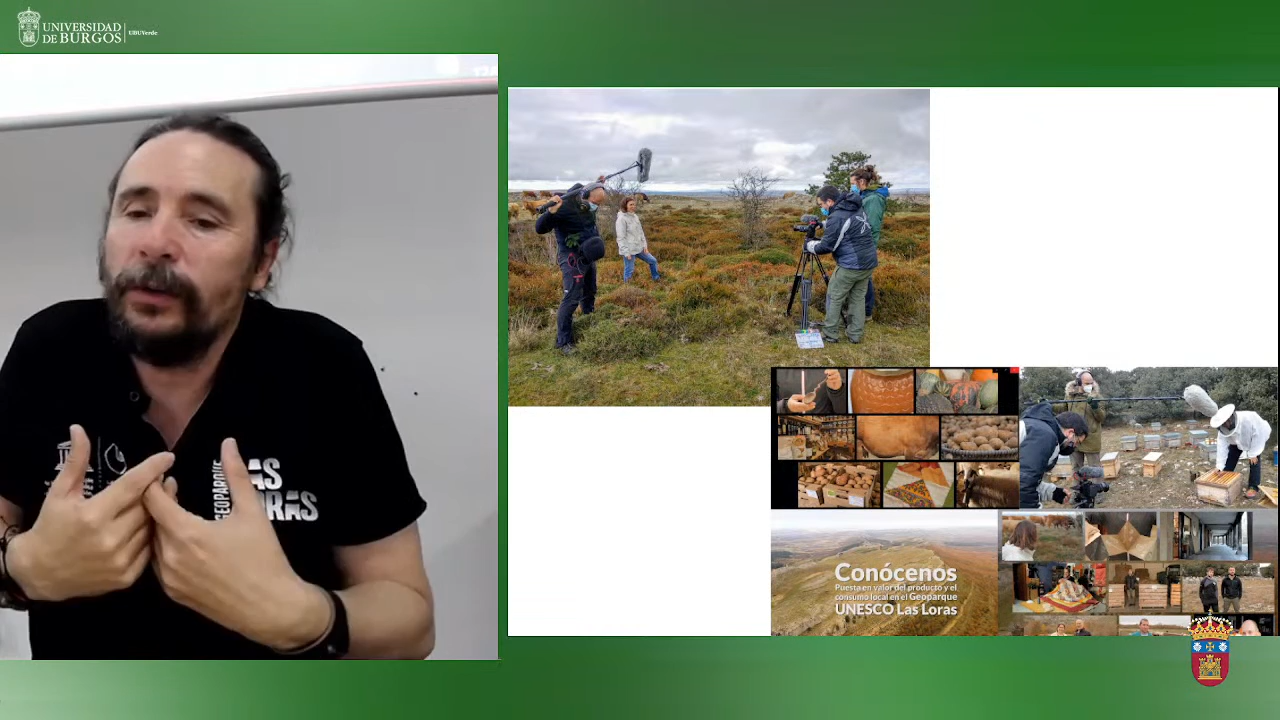 UNIVERSIDAD
DE BURGOS
UBUVerde
GEOPARQUE
LAS
LORAS
Conócenos
Puesta en valor del producto y el
consumo local en el Geoparque
UNESCO Las Loras